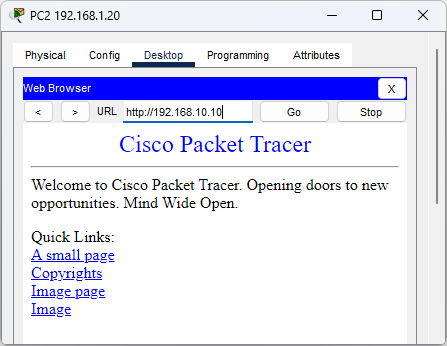 PC2 192.168.1.20
Physical Config Desktop Programming Attributes
Web Browser X
< > URL http://192.168.10.10 Go Stop
Cisco Packet Tracer
Welcome to Cisco Packet Tracer. Opening doors to new
opportunities. Mind Wide Open.
Quick Links:
A small page
Copyrights
Image page
Image